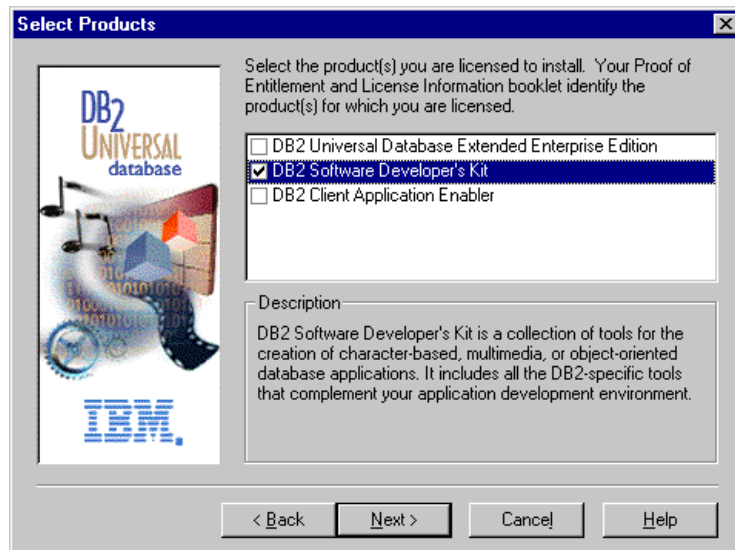 Select Products
Select the product(s) you are licensed to install. Your Proof of
Entitlement and License Information booklet identify the
product(s) for which you are licensed.
DB2
UNIVERSAL
database
DB2 Universal Database Extended Enterprise Edition
DB2 Software Developer's Kit
DB2 Client Application Enabler
Description
DB2 Software Developer's Kit is a collection of tools for the
creation of character-based, multimedia, or object-oriented
database applications. It includes all the DB2-specific tools
that complement your application development environment.
IBM.
< Back
Next >
Cancel
Help